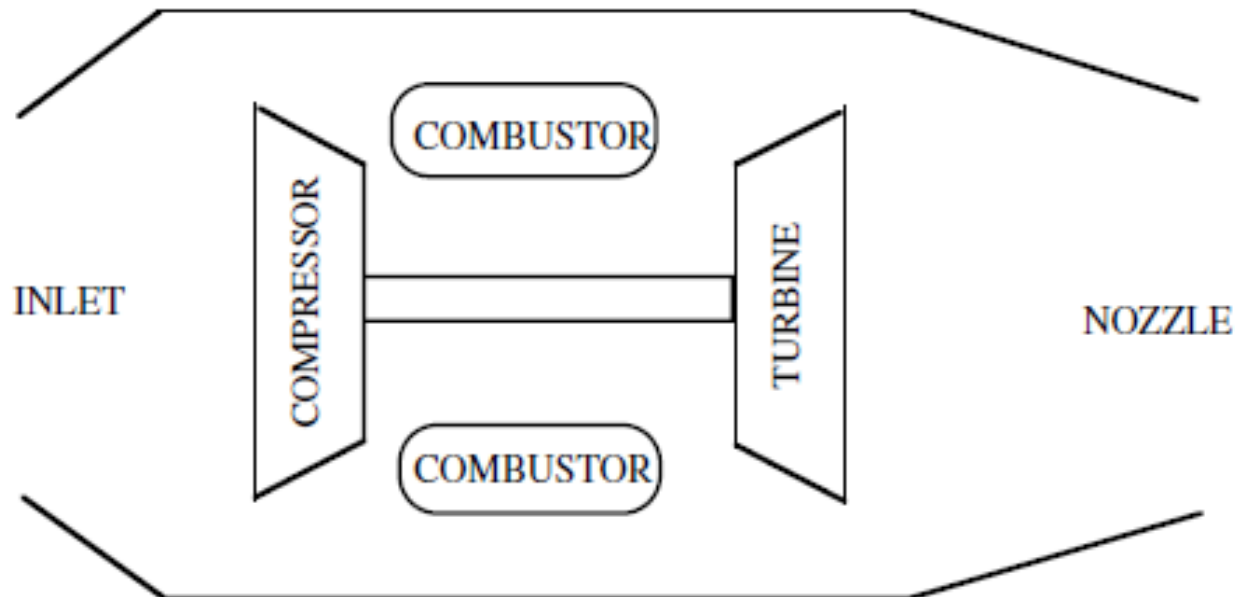 COMBUSTOR
INLET
COMPRESSOR
TURBINE
NOZZLE
COMBUSTOR